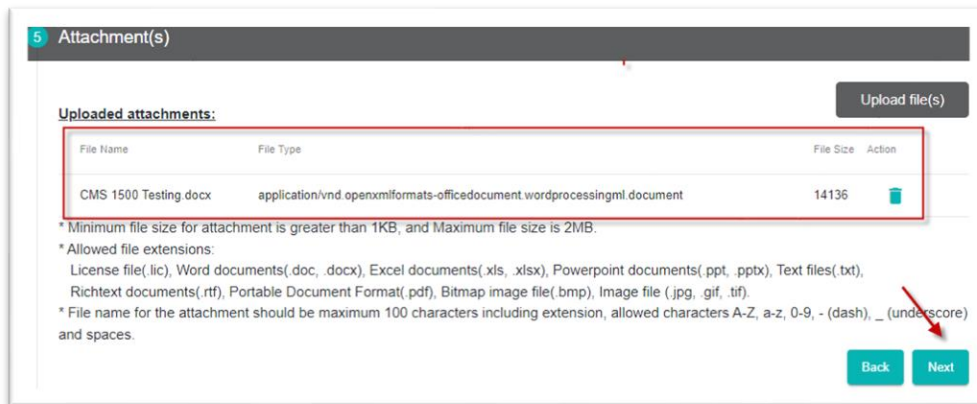 5 Attachment(s)
Upload file(s)
Uploaded attachments:
File Name File Type File Size Action
CMS 1500 Testing.docx application/vnd.openxmlformats-officedocument.wordprocessingml.document 14136
* Minimum file size for attachment is greater than 1KB, and Maximum file size is 2MB.
* Allowed file extensions:
License file(.lic), Word documents(.doc, .docx), Excel documents(.xls, .xlsx), Powerpoint documents(.ppt, .pptx), Text files(.txt),
Richtext documents(.rtf), Portable Document Format(.pdf), Bitmap image file(.bmp), Image file (.jpg, .gif, .tif).
* File name for the attachment should be maximum 100 characters including extension, allowed characters A-Z, a-z, 0-9, - (dash), _ (underscore)
and spaces.
Back Next